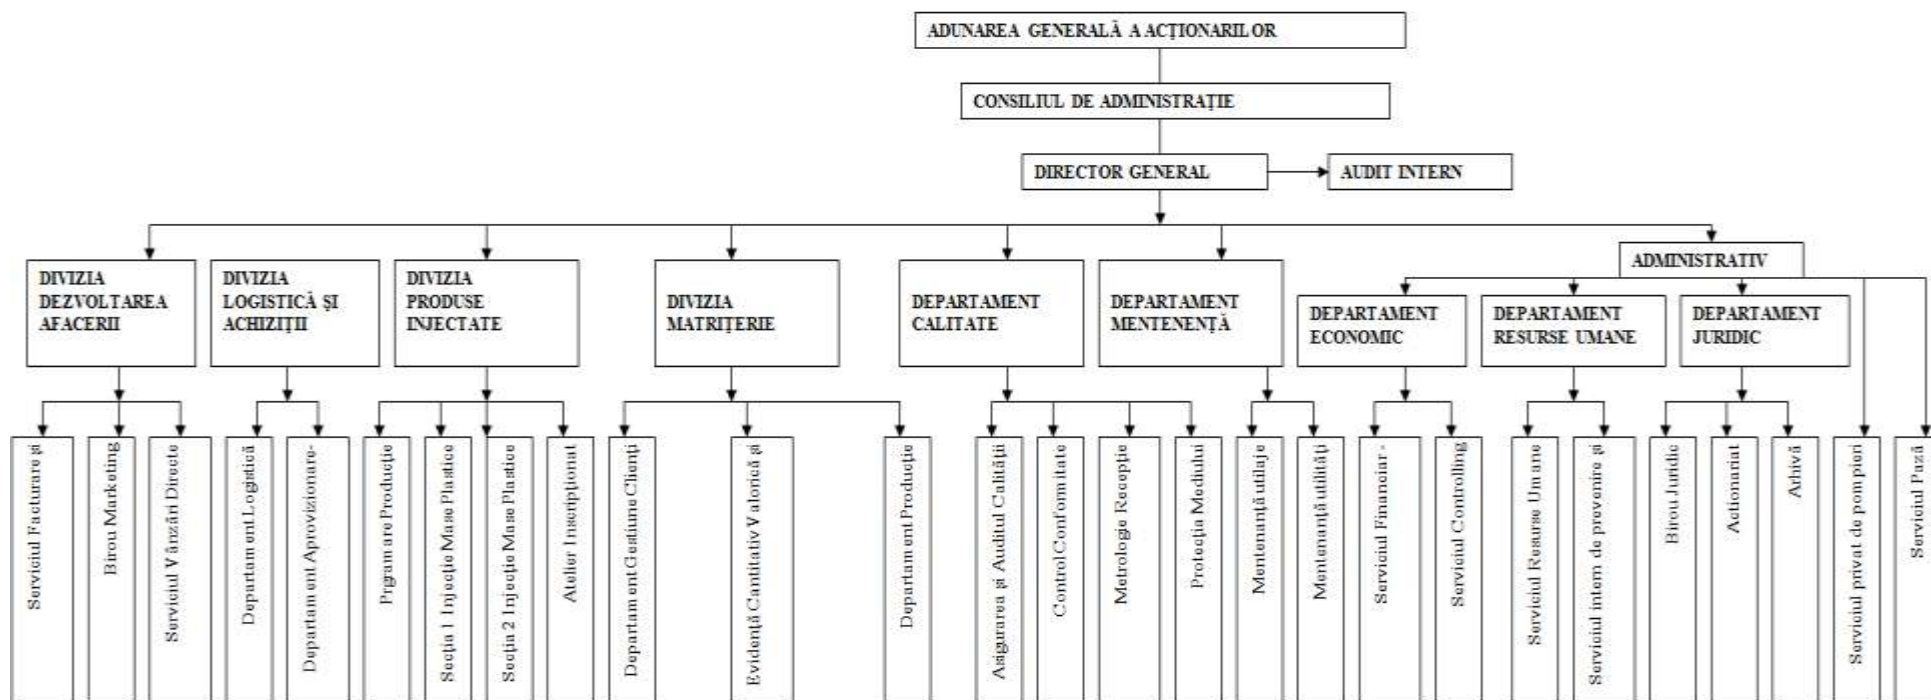 ADUNAREA GENERALĂ A ACȚIONARILOR
CONSILIUL DE ADMINISTRAȚIE
DIRECTOR GENERAL
AUDIT INTERN
ADMINISTRATIV
DIVIZIA
DEZVOLTAREA
AFACERII
DIVIZIA
LOGISTICĂ ȘI
ACHIZIȚII
DIVIZIA
PRODUSE
INJECTATE
DIVIZIA
MATRIȚERIE
DEPARTAMENT
CALITATE
DEPARTAMENT
MENTENENȚĂ
DEPARTAMENT
ECONOMIC
DEPARTAMENT
RESURSE UMANE
DEPARTAMENT
JURIDIC
Serviciul Facturare și
Birou Marketing
Serviciul Vânzări Directe
Departament Logistică
Departament Aprovizionare-
Prgramare Producție
Secția 1 Injecție Mase Plastice
Secția 2 Injecție Mase Plastice
Atelier Inscripționat
Departament Gestiune Clienți
Evidență Cantitativ Valorică și
Departament Producție
Asigurarea și Auditul Calității
Control Conformitate
Metrologie Recepție
Protecția Mediului
Mentenanță utilaje
Mentenanță utilități
Serviciul Financiar -
Serviciul Controlling
Serviciul Resurse Umane
Serviciul intern de prevenire și
Birou Juridic
Actionariat
Arhivă
Serviciul privat de pompieri
Serviciul Pază